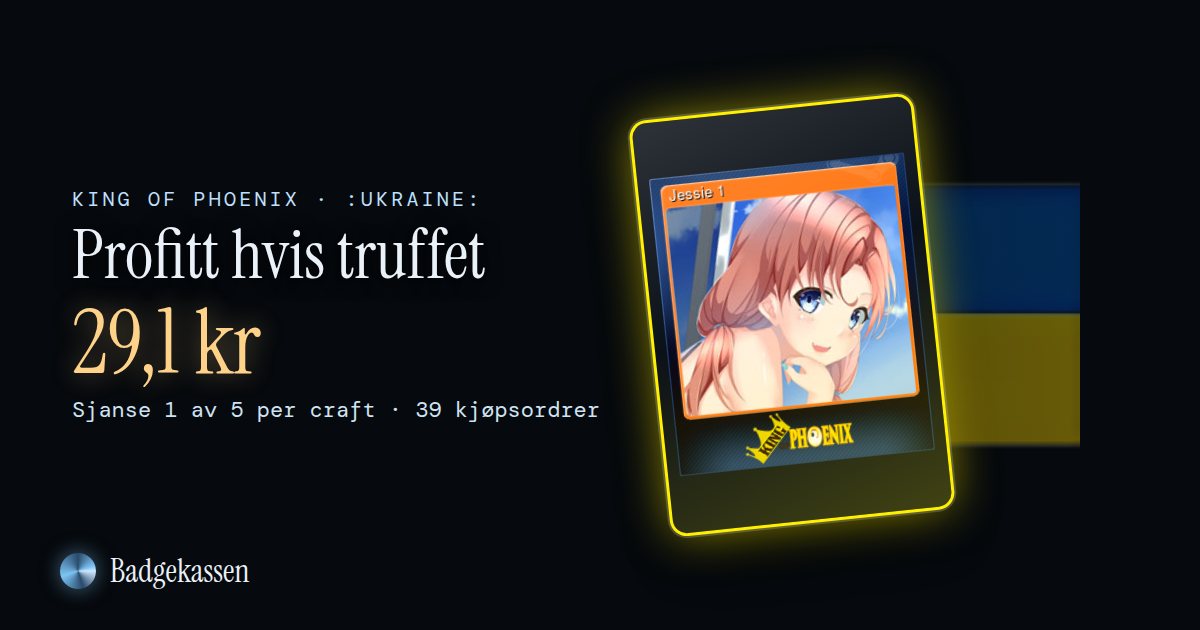 KING OF PHOENIX · :UKRAINE:
Profitt hvis truffet
29,1 kr
Sjanse 1 av 5 per craft · 39 kjøpsordrer
Jessie 1
KING PHOENIX
Badgekassen